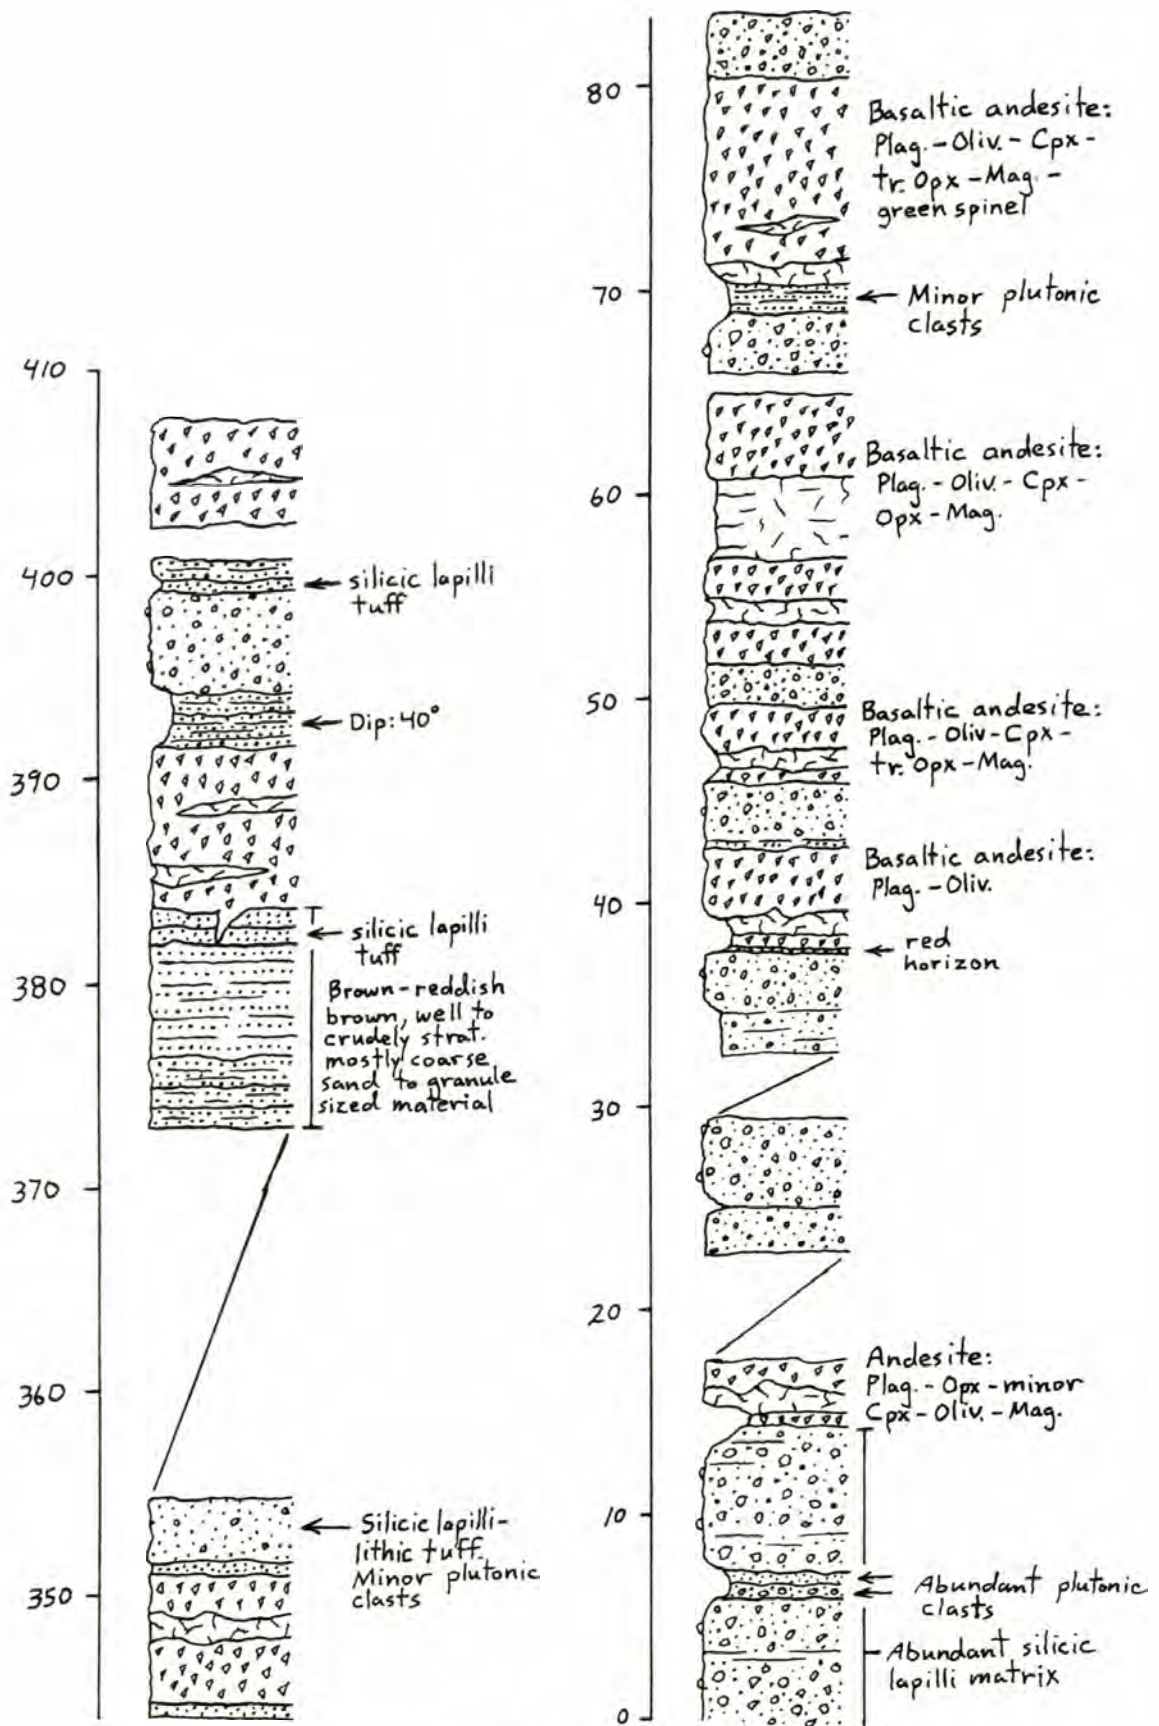 410
400
390
380
370
360
350
silicic lapilli
tuff
Dip: 40°
silicic lapilli
tuff
Brown-reddish
brown, well to
crudely strat.
mostly coarse
sand to granule
sized material
Silicic lapilli-
lithic tuff.
Minor plutonic
clasts
80
70
60
50
40
30
20
10
0
Basaltic andesite:
Plag. - Oliv. - Cpx -
tr. Opx - Mag. -
green spinel
Minor plutonic
clasts
Basaltic andesite:
Plag. - Oliv. - Cpx -
Opx - Mag.
Basaltic andesite:
Plag. - Oliv - Cpx -
tr. Opx - Mag.
Basaltic andesite:
Plag. - Oliv.
red
horizon
Andesite:
Plag. - Opx - minor
Cpx - Oliv. - Mag.
Abundant plutonic
clasts
Abundant silicic
lapilli matrix